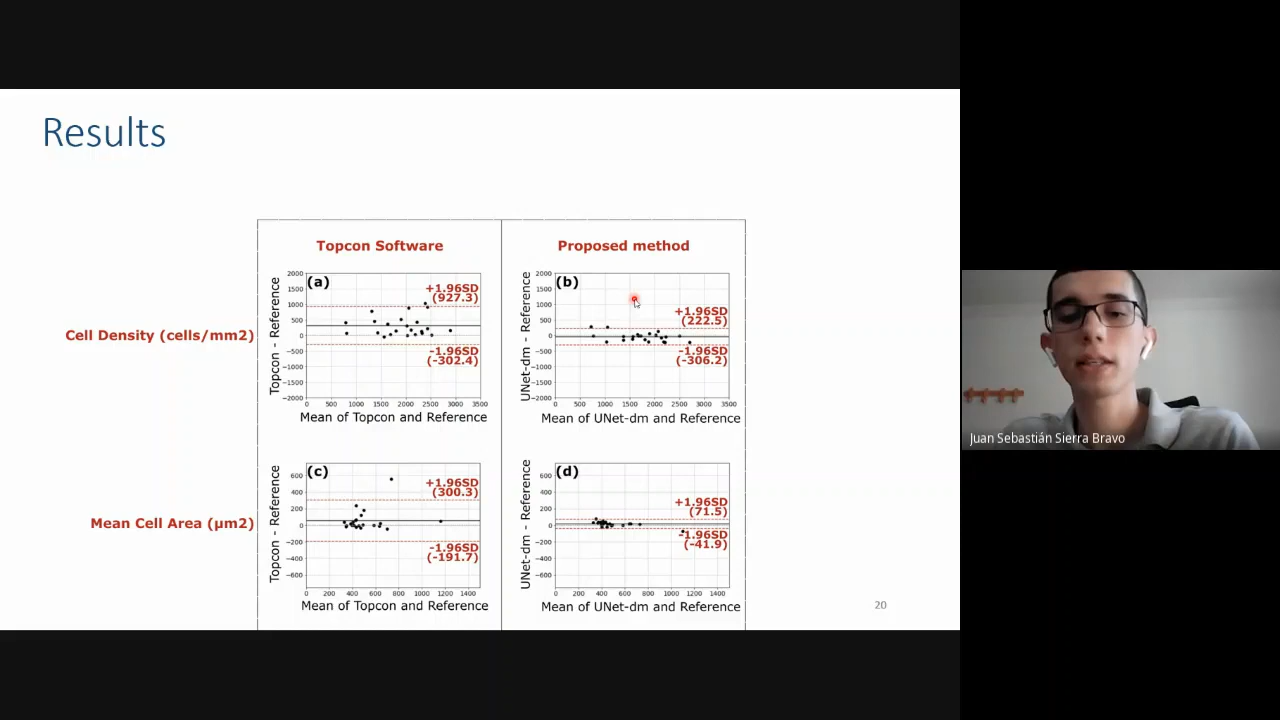 Results
Topcon Software
Proposed method
Cell Density (cells/mm2)
Topcon - Reference
2000
1500
1000
500
0
−500
−1000
−1500
−2000
(a)
+1.96SD
(927.3)
-1.96SD
(-302.4)
0 500 1000 1500 2000 2500 3000 3500
Mean of Topcon and Reference
UNet-dm - Reference
2000
1500
1000
500
0
−500
−1000
−1500
−2000
(b)
+1.96SD
(222.5)
-1.96SD
(-306.2)
0 500 1000 1500 2000 2500 3000 3500
Mean of UNet-dm and Reference
Mean Cell Area (μm2)
Topcon - Reference
600
400
200
0
−200
−400
−600
(c)
+1.96SD
(300.3)
-1.96SD
(-191.7)
0 200 400 600 800 1000 1200 1400
Mean of Topcon and Reference
UNet-dm - Reference
600
400
200
0
−200
−400
−600
(d)
+1.96SD
(71.5)
-1.96SD
(-41.9)
0 200 400 600 800 1000 1200 1400
Mean of UNet-dm and Reference
20
Juan Sebastián Sierra Bravo